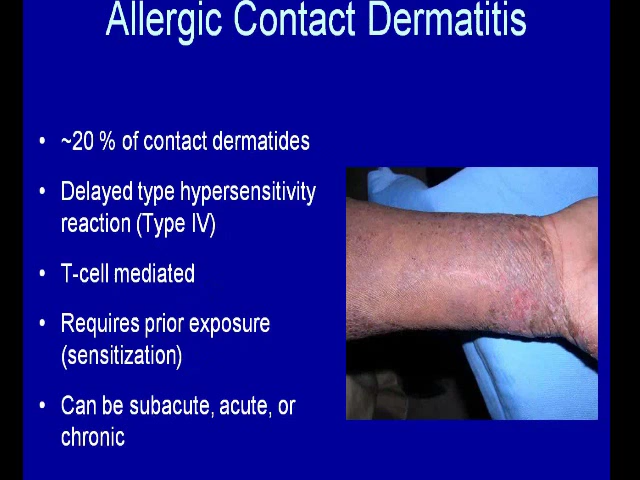 Allergic Contact Dermatitis
• ~20 % of contact dermatides
• Delayed type hypersensitivity
reaction (Type IV)
• T-cell mediated
• Requires prior exposure
(sensitization)
• Can be subacute, acute, or
chronic